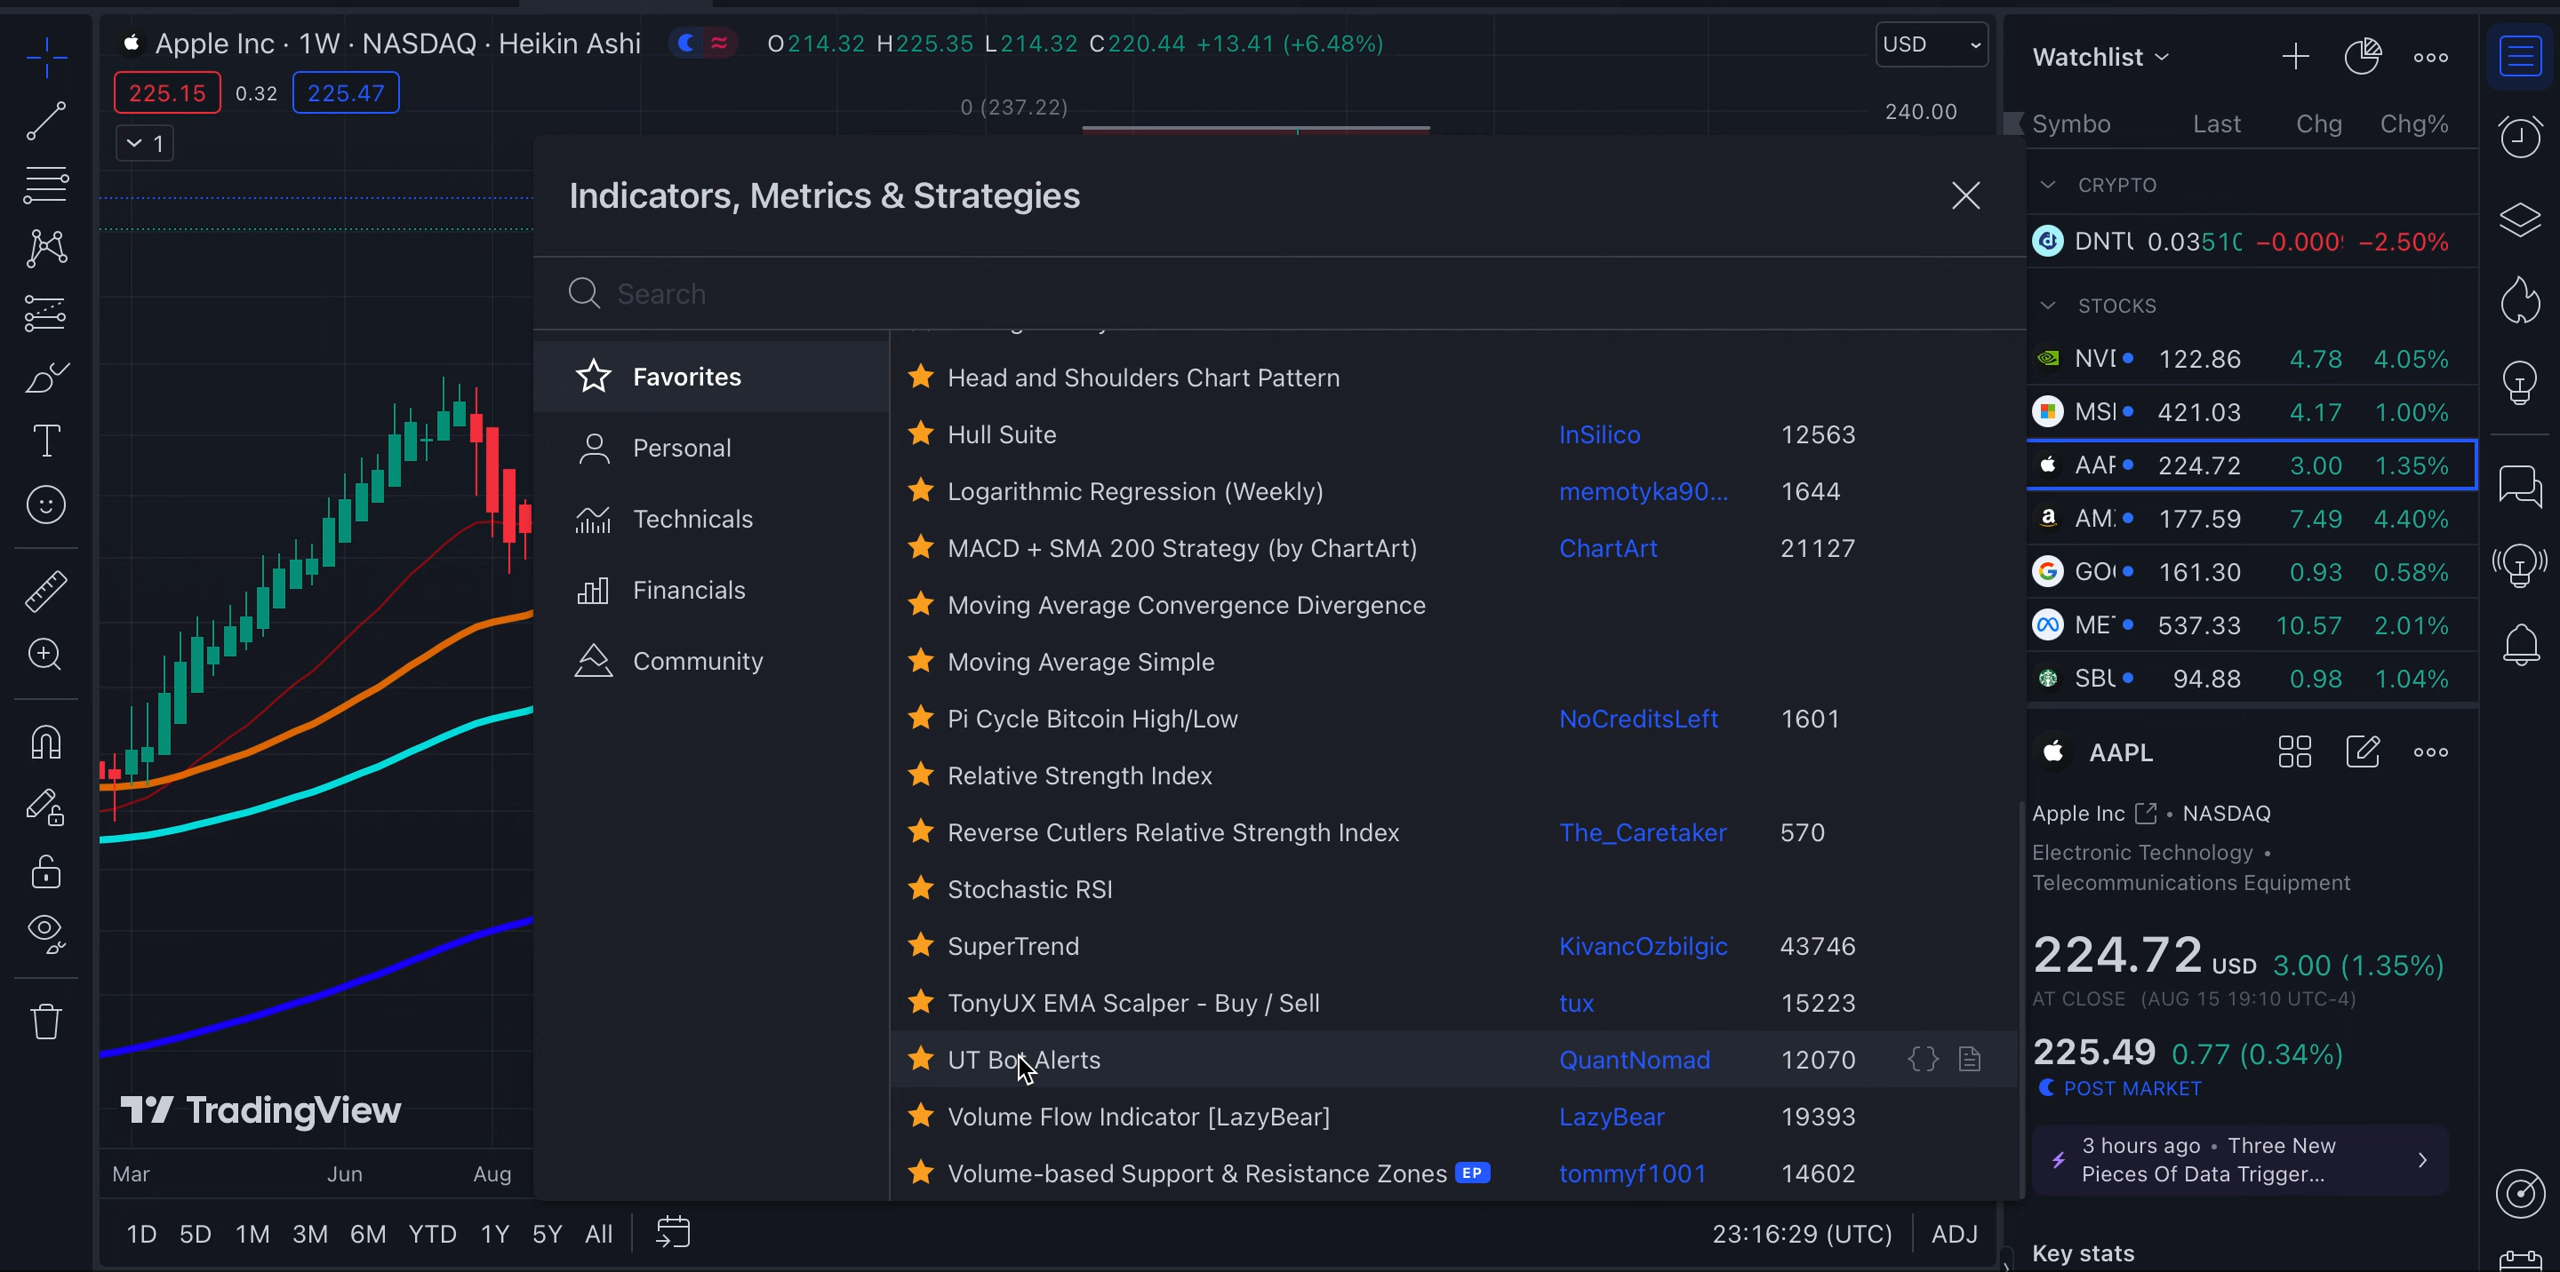 Apple Inc · 1W · NASDAQ · Heikin Ashi O214.32 H225.35 L214.32 C220.44 +13.41 (+6.48%)
USD
225.15 0.32 225.47
1
0 (237.22)
240.00
Indicators, Metrics & Strategies
Search
Favorites
Personal
Technicals
Financials
Community
Head and Shoulders Chart Pattern
Hull Suite InSilico 12563
Logarithmic Regression (Weekly) memotyka90... 1644
MACD + SMA 200 Strategy (by ChartArt) ChartArt 21127
Moving Average Convergence Divergence
Moving Average Simple
Pi Cycle Bitcoin High/Low NoCreditsLeft 1601
Relative Strength Index
Reverse Cutlers Relative Strength Index The_Caretaker 570
Stochastic RSI
SuperTrend KivancOzbilgic 43746
TonyUX EMA Scalper - Buy / Sell tux 15223
UT Bot Alerts QuantNomad 12070
Volume Flow Indicator [LazyBear] LazyBear 19393
Volume-based Support & Resistance Zones EP tommyf1001 14602
TradingView
Mar Jun Aug
1D 5D 1M 3M 6M YTD 1Y 5Y All
23:16:29 (UTC) ADJ
Watchlist
Symbo Last Chg Chg%
CRYPTO
DNTU 0.03510 −0.000 −2.50%
STOCKS
NVD 122.86 4.78 4.05%
MSF 421.03 4.17 1.00%
AAP 224.72 3.00 1.35%
AMZ 177.59 7.49 4.40%
GOO 161.30 0.93 0.58%
MET 537.33 10.57 2.01%
SBU 94.88 0.98 1.04%
AAPL
Apple Inc • NASDAQ
Electronic Technology •
Telecommunications Equipment
224.72 USD 3.00 (1.35%)
AT CLOSE (AUG 15 19:10 UTC-4)
225.49 0.77 (0.34%)
POST MARKET
3 hours ago • Three New
Pieces Of Data Trigger...
Key stats